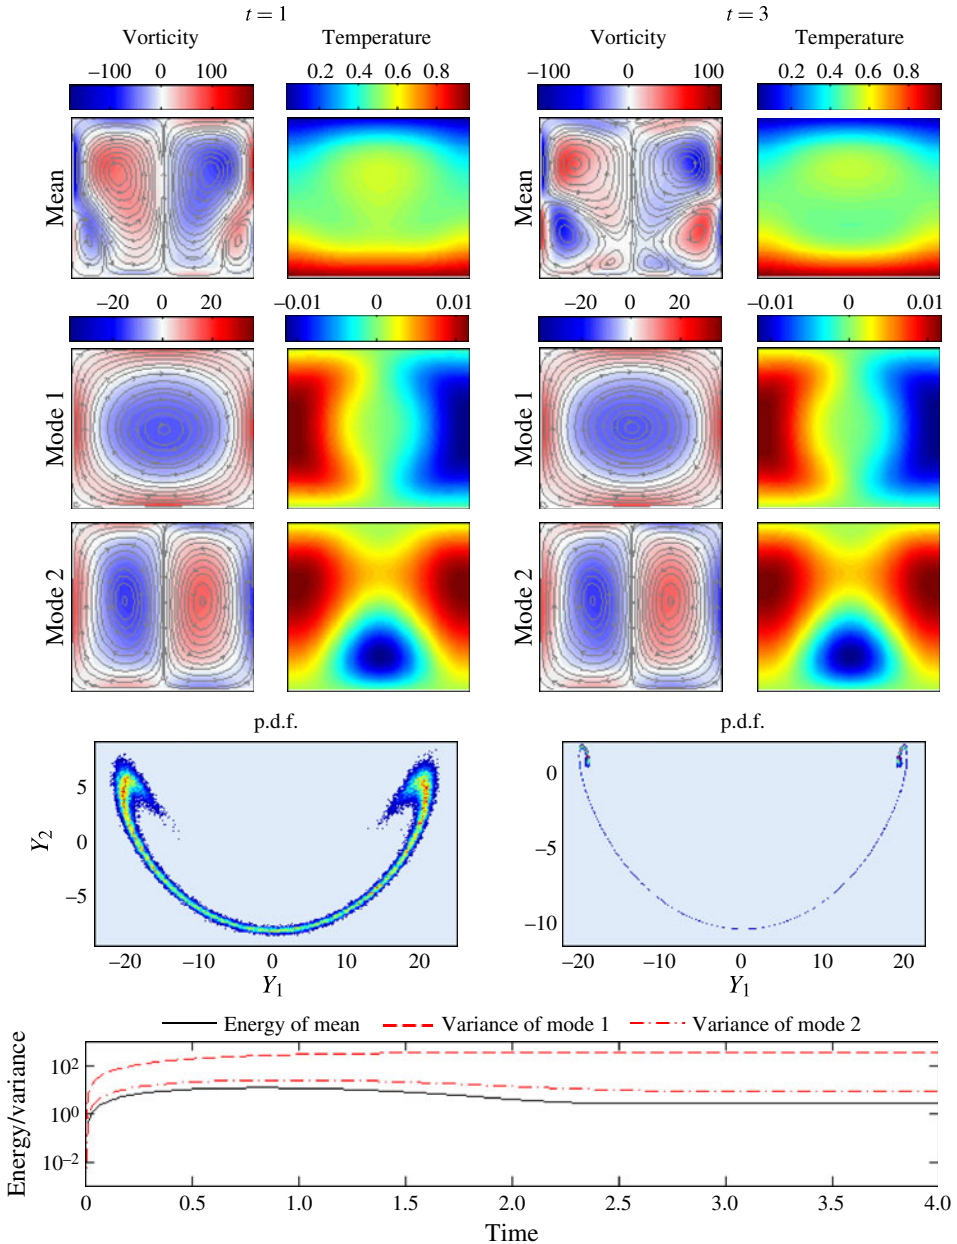 t = 1 t = 3
Vorticity Temperature Vorticity Temperature
−100 0 100 0.2 0.4 0.6 0.8 −100 0 100 0.2 0.4 0.6 0.8
Mean
−20 0 20 −0.01 0 0.01 −20 0 20 −0.01 0 0.01
Mode 1
Mode 2
p.d.f. p.d.f.
Y2
5
0
−5
−20 −10 0 10 20
Y1
0
−5
−10
−20 −10 0 10 20
Y1
Energy of mean Variance of mode 1 Variance of mode 2
Energy/variance
10^2
10^0
10^−2
0 0.5 1.0 1.5 2.0 2.5 3.0 3.5 4.0
Time